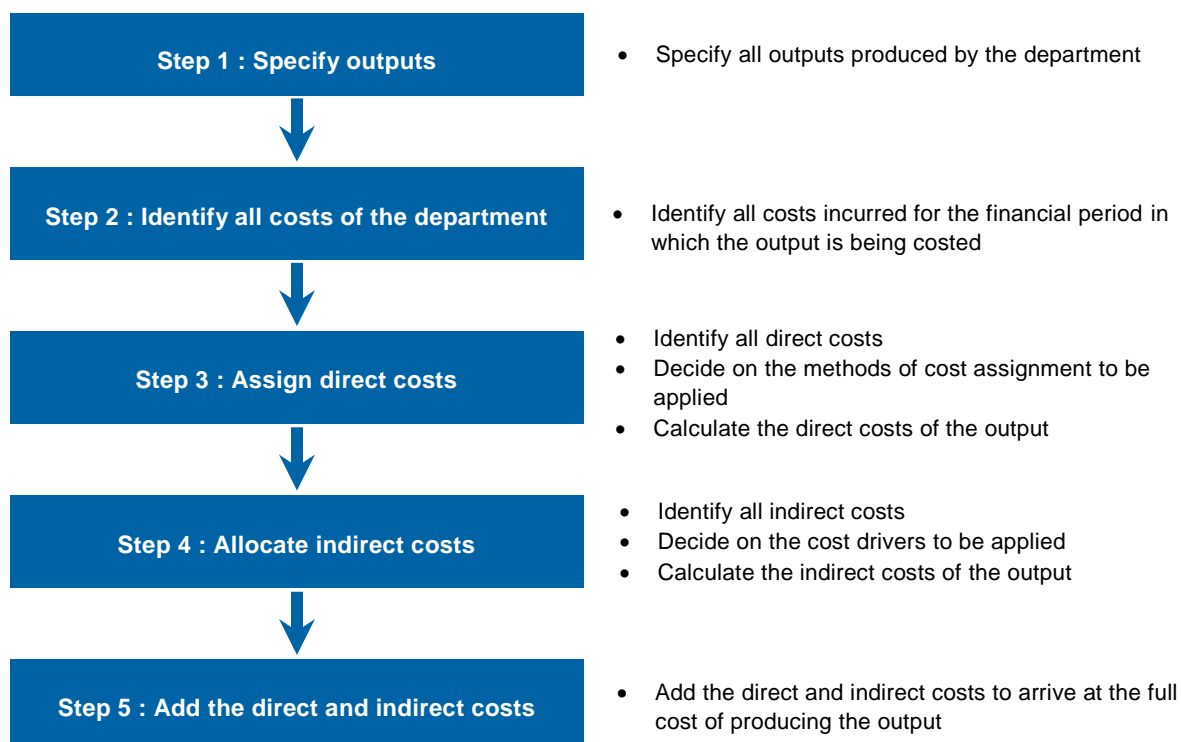 Step 1 : Specify outputs
• Specify all outputs produced by the department
Step 2 : Identify all costs of the department
• Identify all costs incurred for the financial period in
which the output is being costed
Step 3 : Assign direct costs
• Identify all direct costs
• Decide on the methods of cost assignment to be
applied
• Calculate the direct costs of the output
Step 4 : Allocate indirect costs
• Identify all indirect costs
• Decide on the cost drivers to be applied
• Calculate the indirect costs of the output
Step 5 : Add the direct and indirect costs
• Add the direct and indirect costs to arrive at the full
cost of producing the output